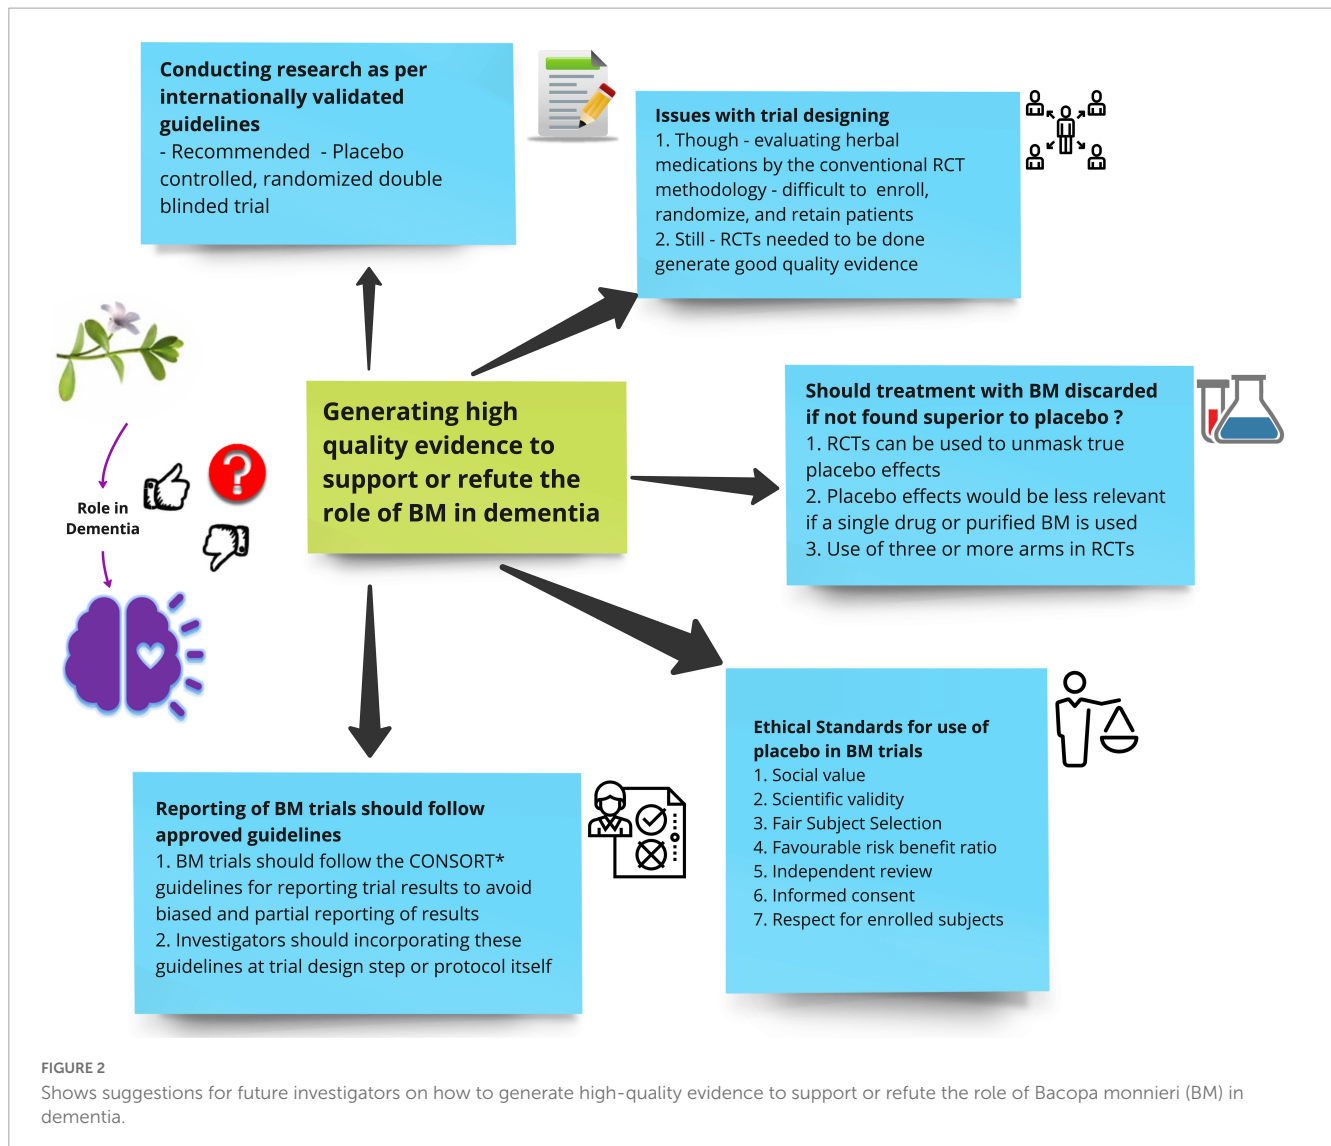 Conducting research as per
internationally validated
guidelines
- Recommended - Placebo
controlled, randomized double
blinded trial
Issues with trial designing
1. Though - evaluating herbal
medications by the conventional RCT
methodology - difficult to enroll,
randomize, and retain patients
2. Still - RCTs needed to be done
generate good quality evidence
Generating high
quality evidence to
support or refute the
role of BM in dementia
Should treatment with BM discarded
if not found superior to placebo ?
1. RCTs can be used to unmask true
placebo effects
2. Placebo effects would be less relevant
if a single drug or purified BM is used
3. Use of three or more arms in RCTs
?
Role in
Dementia
Ethical Standards for use of
placebo in BM trials
1. Social value
2. Scientific validity
3. Fair Subject Selection
4. Favourable risk benefit ratio
5. Independent review
6. Informed consent
7. Respect for enrolled subjects
Reporting of BM trials should follow
approved guidelines
1. BM trials should follow the CONSORT*
guidelines for reporting trial results to avoid
biased and partial reporting of results
2. Investigators should incorporating these
guidelines at trial design step or protocol itself
FIGURE 2
Shows suggestions for future investigators on how to generate high-quality evidence to support or refute the role of Bacopa monnieri (BM) in
dementia.